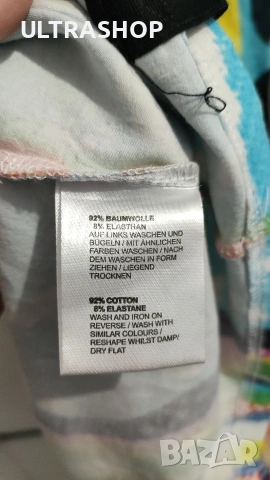 ULTRASHOP
92% BAUMWOLLE
8% ELASTHAN
AUF LINKS WASCHEN UND
BÜGELN / MIT ÄHNLICHEN
FARBEN WASCHEN / NACH
DEM WASCHEN IN FORM
ZIEHEN / LIEGEND
TROCKNEN
92% COTTON
8% ELASTANE
WASH AND IRON ON
REVERSE / WASH WITH
SIMILAR COLOURS /
RESHAPE WHILST DAMP/
DRY FLAT
BAZAR